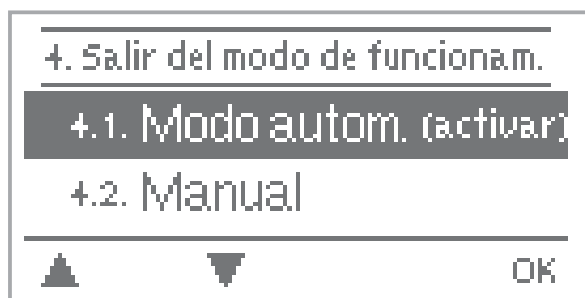 4. Salir del modo de funcionam.
4.1. Modo autom. (activar)
4.2. Manual
OK